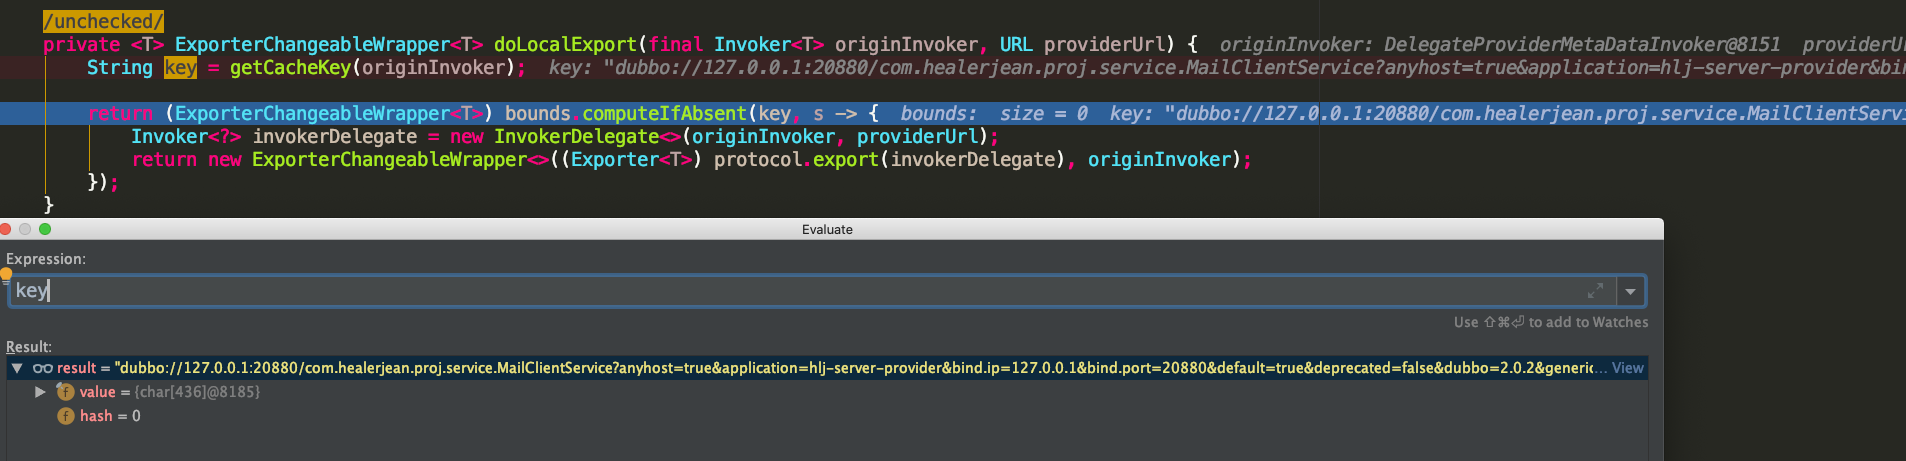 /unchecked/
private <T> ExporterChangeableWrapper<T> doLocalExport(final Invoker<T> originInvoker, URL providerUrl) {  originInvoker: DelegateProviderMetaDataInvoker@8151  providerUr
String key = getCacheKey(originInvoker);  key: "dubbo://127.0.0.1:20880/com.healerjean.proj.service.MailClientService?anyhost=true&application=hlj-server-provider&bin
return (ExporterChangeableWrapper<T>) bounds.computeIfAbsent(key, s -> {  bounds:  size = 0  key: "dubbo://127.0.0.1:20880/com.healerjean.proj.service.MailClientServi
Invoker<?> invokerDelegate = new InvokerDelegate<>(originInvoker, providerUrl);
return new ExporterChangeableWrapper<>((Exporter<T>) protocol.export(invokerDelegate), originInvoker);
});
}
Evaluate
Expression:
key
Use ⇧⌘⏎ to add to Watches
Result:
result = "dubbo://127.0.0.1:20880/com.healerjean.proj.service.MailClientService?anyhost=true&application=hlj-server-provider&bind.ip=127.0.0.1&bind.port=20880&default=true&deprecated=false&dubbo=2.0.2&generic... View
value = {char[436]@8185}
hash = 0